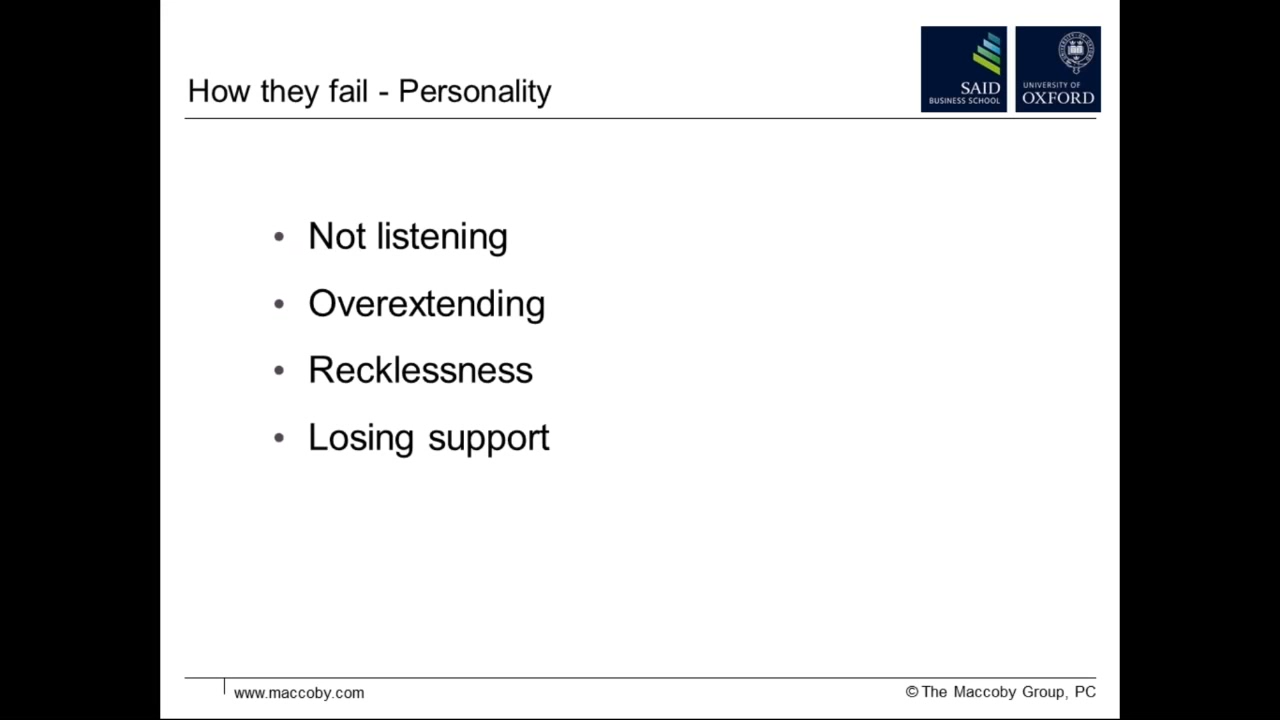 How they fail - Personality
SAID
BUSINESS SCHOOL
UNIVERSITY OF
OXFORD
• Not listening
• Overextending
• Recklessness
• Losing support
www.maccoby.com
© The Maccoby Group, PC